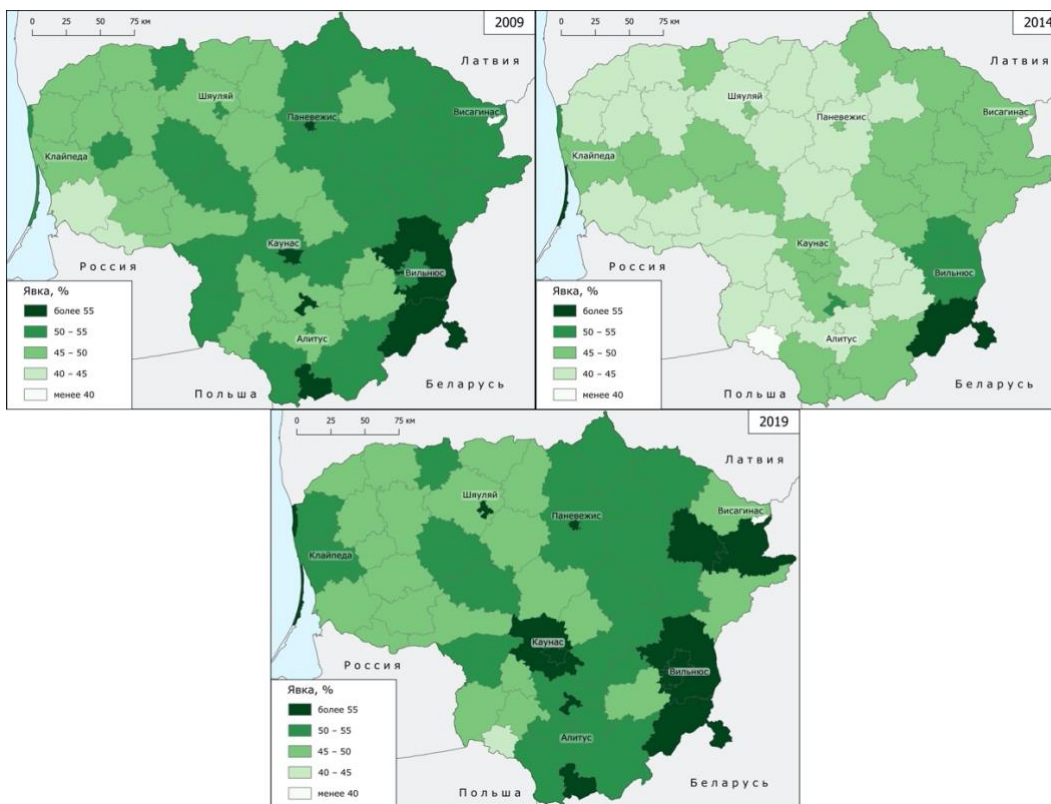 0 25 50 75 км
2009
Латвия
Шяуляй
Паневежис
Висагинас
Клайпеда
Каунас
Россия
Вильнюс
Явка, %
более 55
50 – 55
Алитус
45 – 50
40 – 45
Беларусь
Польша
менее 40
0 25 50 75 км
2014
Латвия
Шяуляй
Висагинас
Паневежис
Клайпеда
Каунас
Россия
Вильнюс
Явка, %
более 55
50 – 55
Алитус
45 – 50
40 – 45
Беларусь
Польша
менее 40
0 25 50 75 км
2019
Латвия
Шяуляй
Висагинас
Паневежис
Клайпеда
Каунас
Россия
Вильнюс
Явка, %
более 55
50 – 55
Алитус
45 – 50
40 – 45
Беларусь
Польша
менее 40